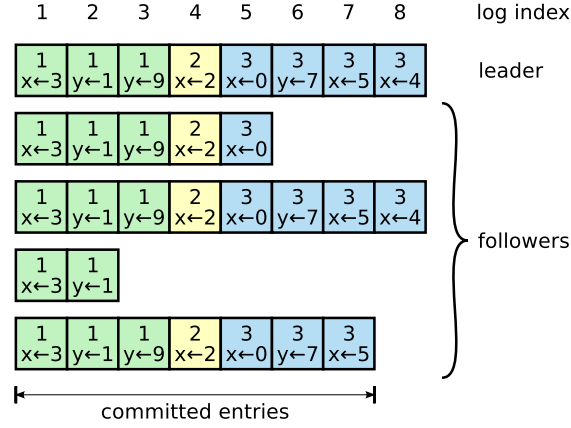 1 2 3 4 5 6 7 8 log index
1 1 1 2 3 3 3 3
x←3 y←1 y←9 x←2 x←0 y←7 x←5 x←4
leader
1 1 1 2 3
x←3 y←1 y←9 x←2 x←0
1 1 1 2 3 3 3 3
x←3 y←1 y←9 x←2 x←0 y←7 x←5 x←4
followers
1 1
x←3 y←1
1 1 1 2 3 3 3
x←3 y←1 y←9 x←2 x←0 y←7 x←5
committed entries